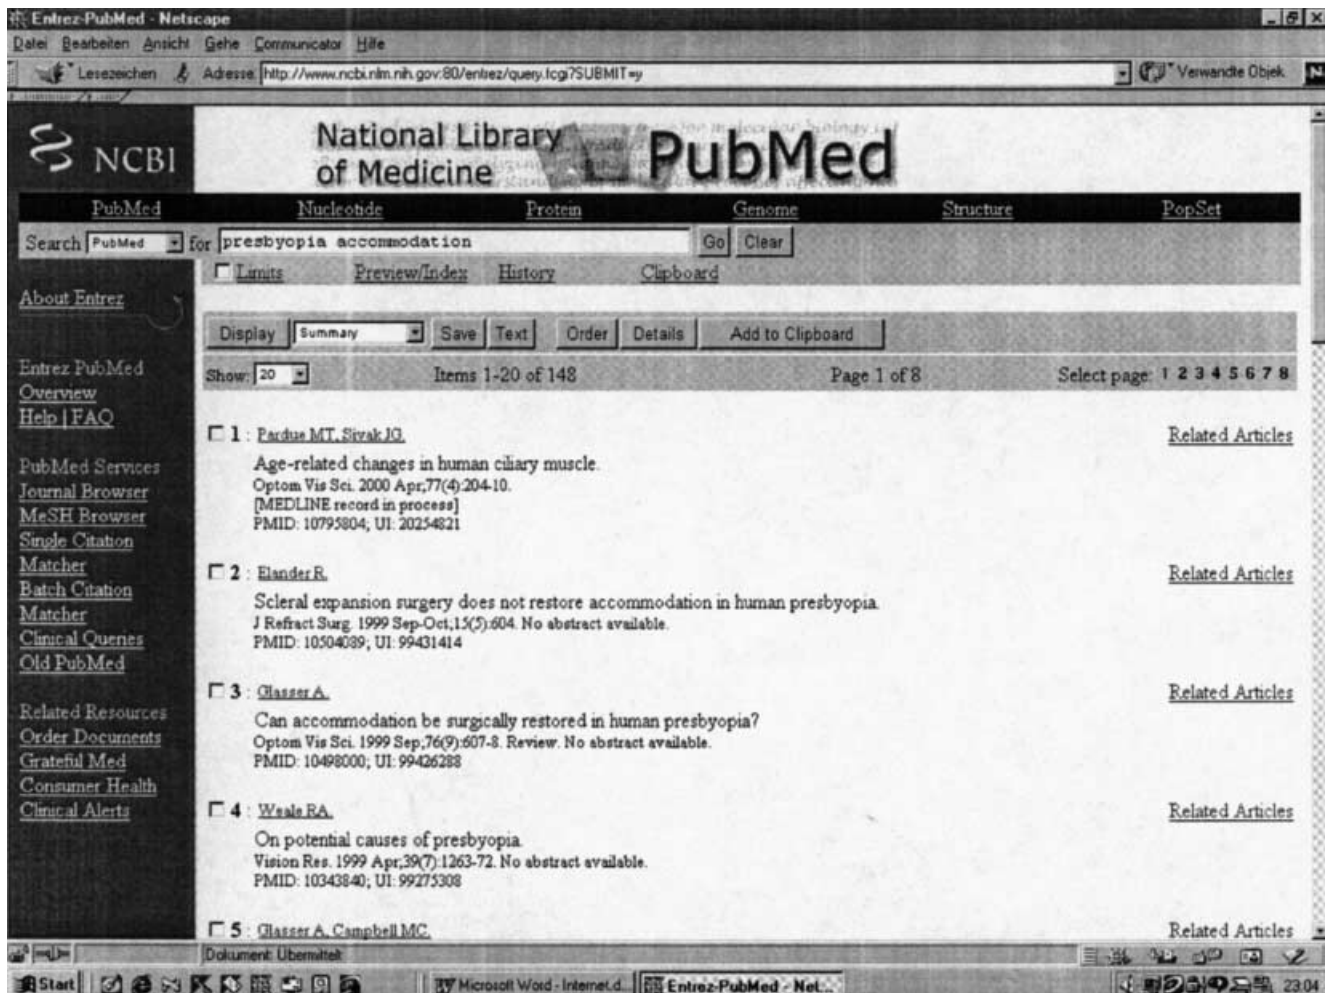 Entrez-PubMed - Netscape
Datei Bearbeiten Ansicht Gehe Communicator Hilfe
Lesezeichen Adresse: http://www.ncbi.nlm.nih.gov:80/entrez/query.fcgi?SUBMIT=y Verwandte Objek N
NCBI National Library of Medicine PubMed
PubMed Nucleotide Protein Genome Structure PopSet
Search PubMed for presbyopia accommodation Go Clear
Limits Preview/Index History Clipboard
About Entrez
Display Summary Save Text Order Details Add to Clipboard
Show: 20 Items 1-20 of 148 Page 1 of 8 Select page: 1 2 3 4 5 6 7 8
Entrez PubMed
Overview
Help | FAQ
PubMed Services
Journal Browser
MeSH Browser
Single Citation
Matcher
Batch Citation
Matcher
Clinical Queries
Old PubMed
Related Resources
Order Documents
Grateful Med
Consumer Health
Clinical Alerts
1 : Pardue MT, Sivak JG. Related Articles
Age-related changes in human ciliary muscle.
Optom Vis Sci. 2000 Apr;77(4):204-10.
[MEDLINE record in process]
PMID: 10795804; UI: 20254821
2 : Elander R. Related Articles
Scleral expansion surgery does not restore accommodation in human presbyopia.
J Refract Surg. 1999 Sep-Oct;15(5):604. No abstract available.
PMID: 10504089; UI: 99431414
3 : Glasser A. Related Articles
Can accommodation be surgically restored in human presbyopia?
Optom Vis Sci. 1999 Sep;76(9):607-8. Review. No abstract available.
PMID: 10498000; UI: 99426288
4 : Weale RA. Related Articles
On potential causes of presbyopia.
Vision Res. 1999 Apr;39(7):1263-72. No abstract available.
PMID: 10343840; UI: 99275308
5 : Glasser A, Campbell MC. Related Articles
Dokument: Übermittelt
Start Microsoft Word - Internet.d... Entrez-PubMed - Net... 23:04